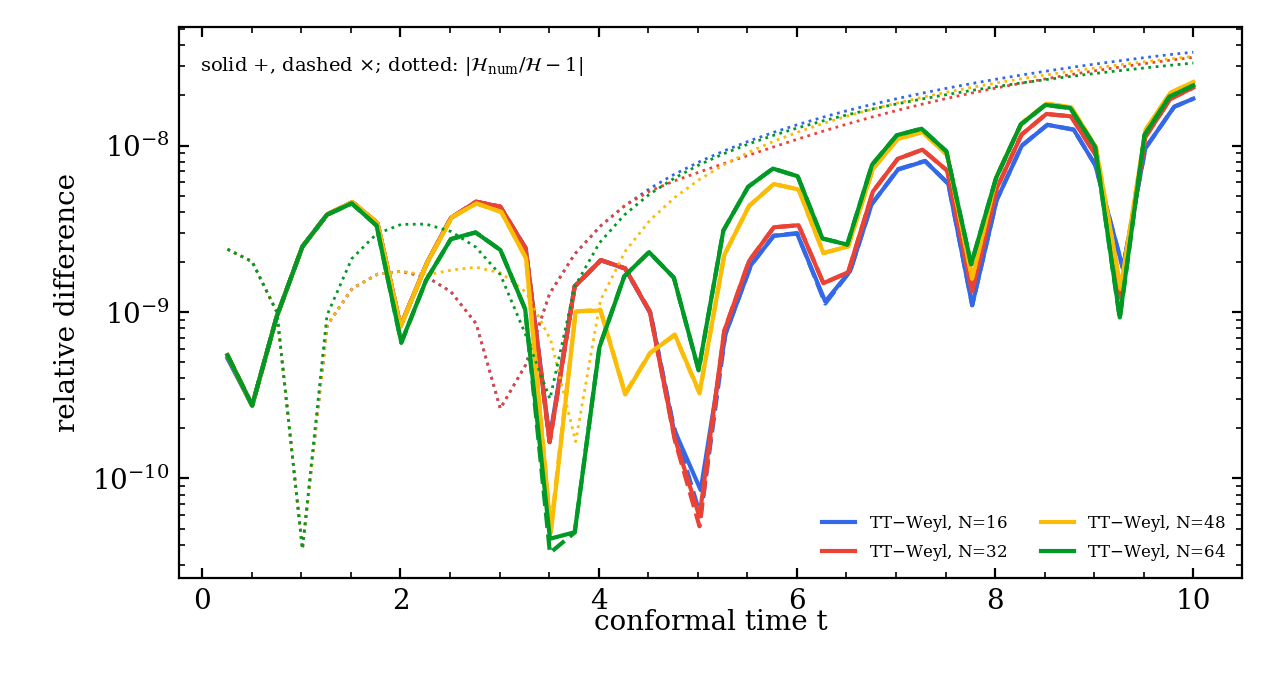 solid +, dashed ×; dotted: |ℋnum/ℋ − 1|
10⁻⁸
10⁻⁹
10⁻¹⁰
relative difference
TT−Weyl, N=16
TT−Weyl, N=32
TT−Weyl, N=48
TT−Weyl, N=64
0 2 4 6 8 10
conformal time t